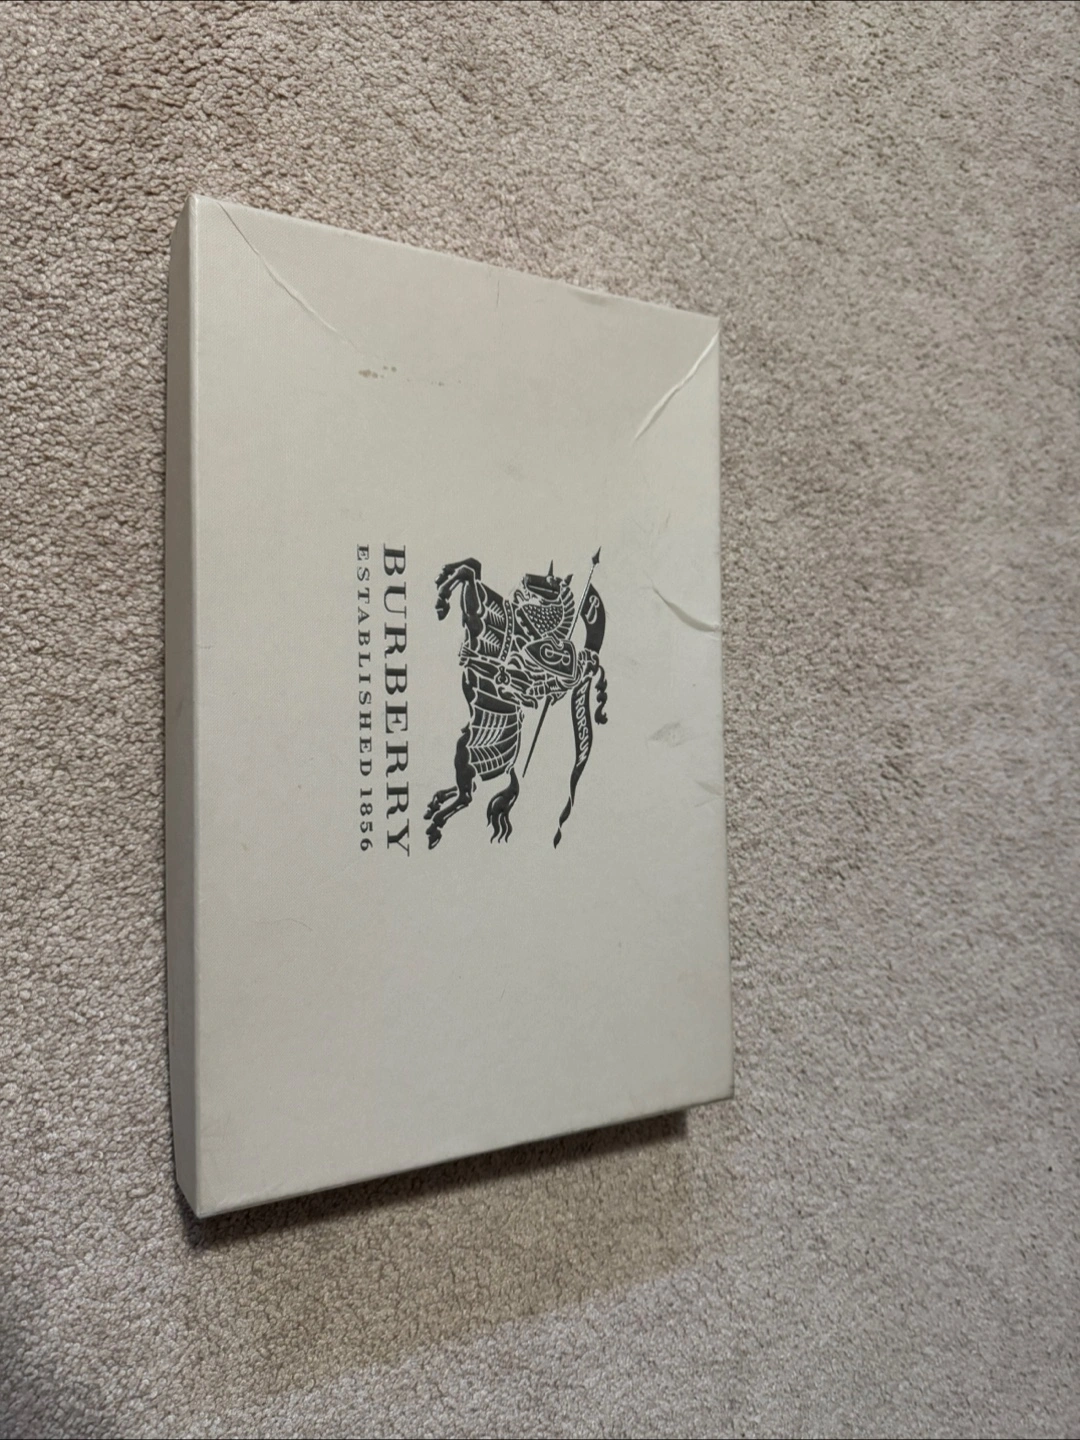 B
B
PRORSUM
BURBERRY
ESTABLISHED 1856